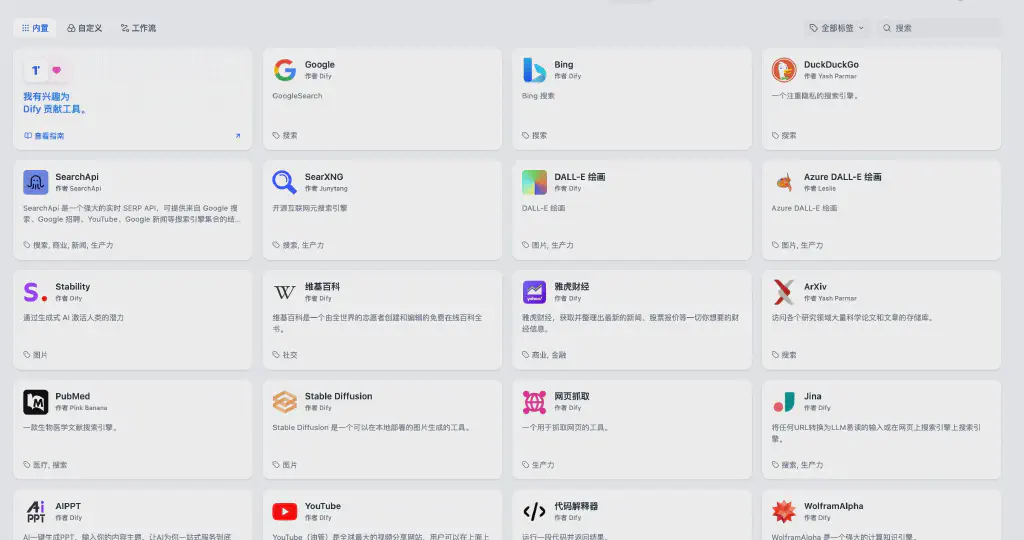 内置
自定义
工作流
全部标签
搜索
我有兴趣为
Dify 贡献工具。
查看指南
Google
作者 Dify
GoogleSearch
搜索
Bing
作者 Dify
Bing 搜索
搜索
DuckDuckGo
作者 Yash Parmar
一个注重隐私的搜索引擎。
搜索
SearchApi
作者 SearchApi
SearchApi 是一个强大的实时 SERP API，可提供来自 Google 搜
索、Google 招聘、YouTube、Google 新闻等搜索引擎集合的结...
搜索, 商业, 新闻, 生产力
SearXNG
作者 Junytang
开源互联网元搜索引擎
搜索, 生产力
DALL-E 绘画
作者 Dify
DALL-E 绘画
图片, 生产力
Azure DALL-E 绘画
作者 Leslie
Azure DALL-E 绘画
图片, 生产力
Stability
作者 Dify
通过生成式 AI 激活人类的潜力
图片
维基百科
作者 Dify
维基百科是一个由全世界的志愿者创建和编辑的免费在线百科全
书。
社交
雅虎财经
作者 Dify
雅虎财经，获取并整理出最新的新闻、股票报价等一切你想要的财
经信息。
商业, 金融
ArXiv
作者 Yash Parmar
访问各个研究领域大量科学论文和文章的存储库。
搜索
PubMed
作者 Pink Banana
一款生物医学文献搜索引擎。
医疗, 搜索
Stable Diffusion
作者 Dify
Stable Diffusion 是一个可以在本地部署的图片生成的工具。
图片
网页抓取
作者 Dify
一个用于抓取网页的工具。
生产力
Jina
作者 Dify
将任何URL转换为LLM易读的输入或在网页上搜索引擎上搜索引
擎。
搜索, 生产力
Ai
PPT
AIPPT
作者 Dify
AI一键生成PPT，输入你的内容主题，让AI为你一站式服务到底
YouTube
作者 Dify
YouTube（油管）是全球最大的视频分享网站，用户可以在上面上
代码解释器
作者 Dify
运行一段代码并返回结果。
WolframAlpha
作者 Dify
WolframAlpha 是一个强大的计算知识引擎。